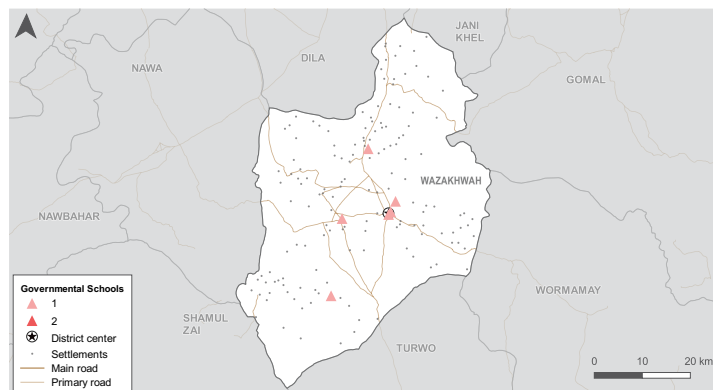 JANI
KHEL
DILA
NAWA
GOMAL
WAZAKHWAH
NAWBAHAR
WORMAMAY
SHAMUL
ZAI
TURWO
Governmental Schools
1
2
District center
Settlements
Main road
Primary road
0 10 20 km